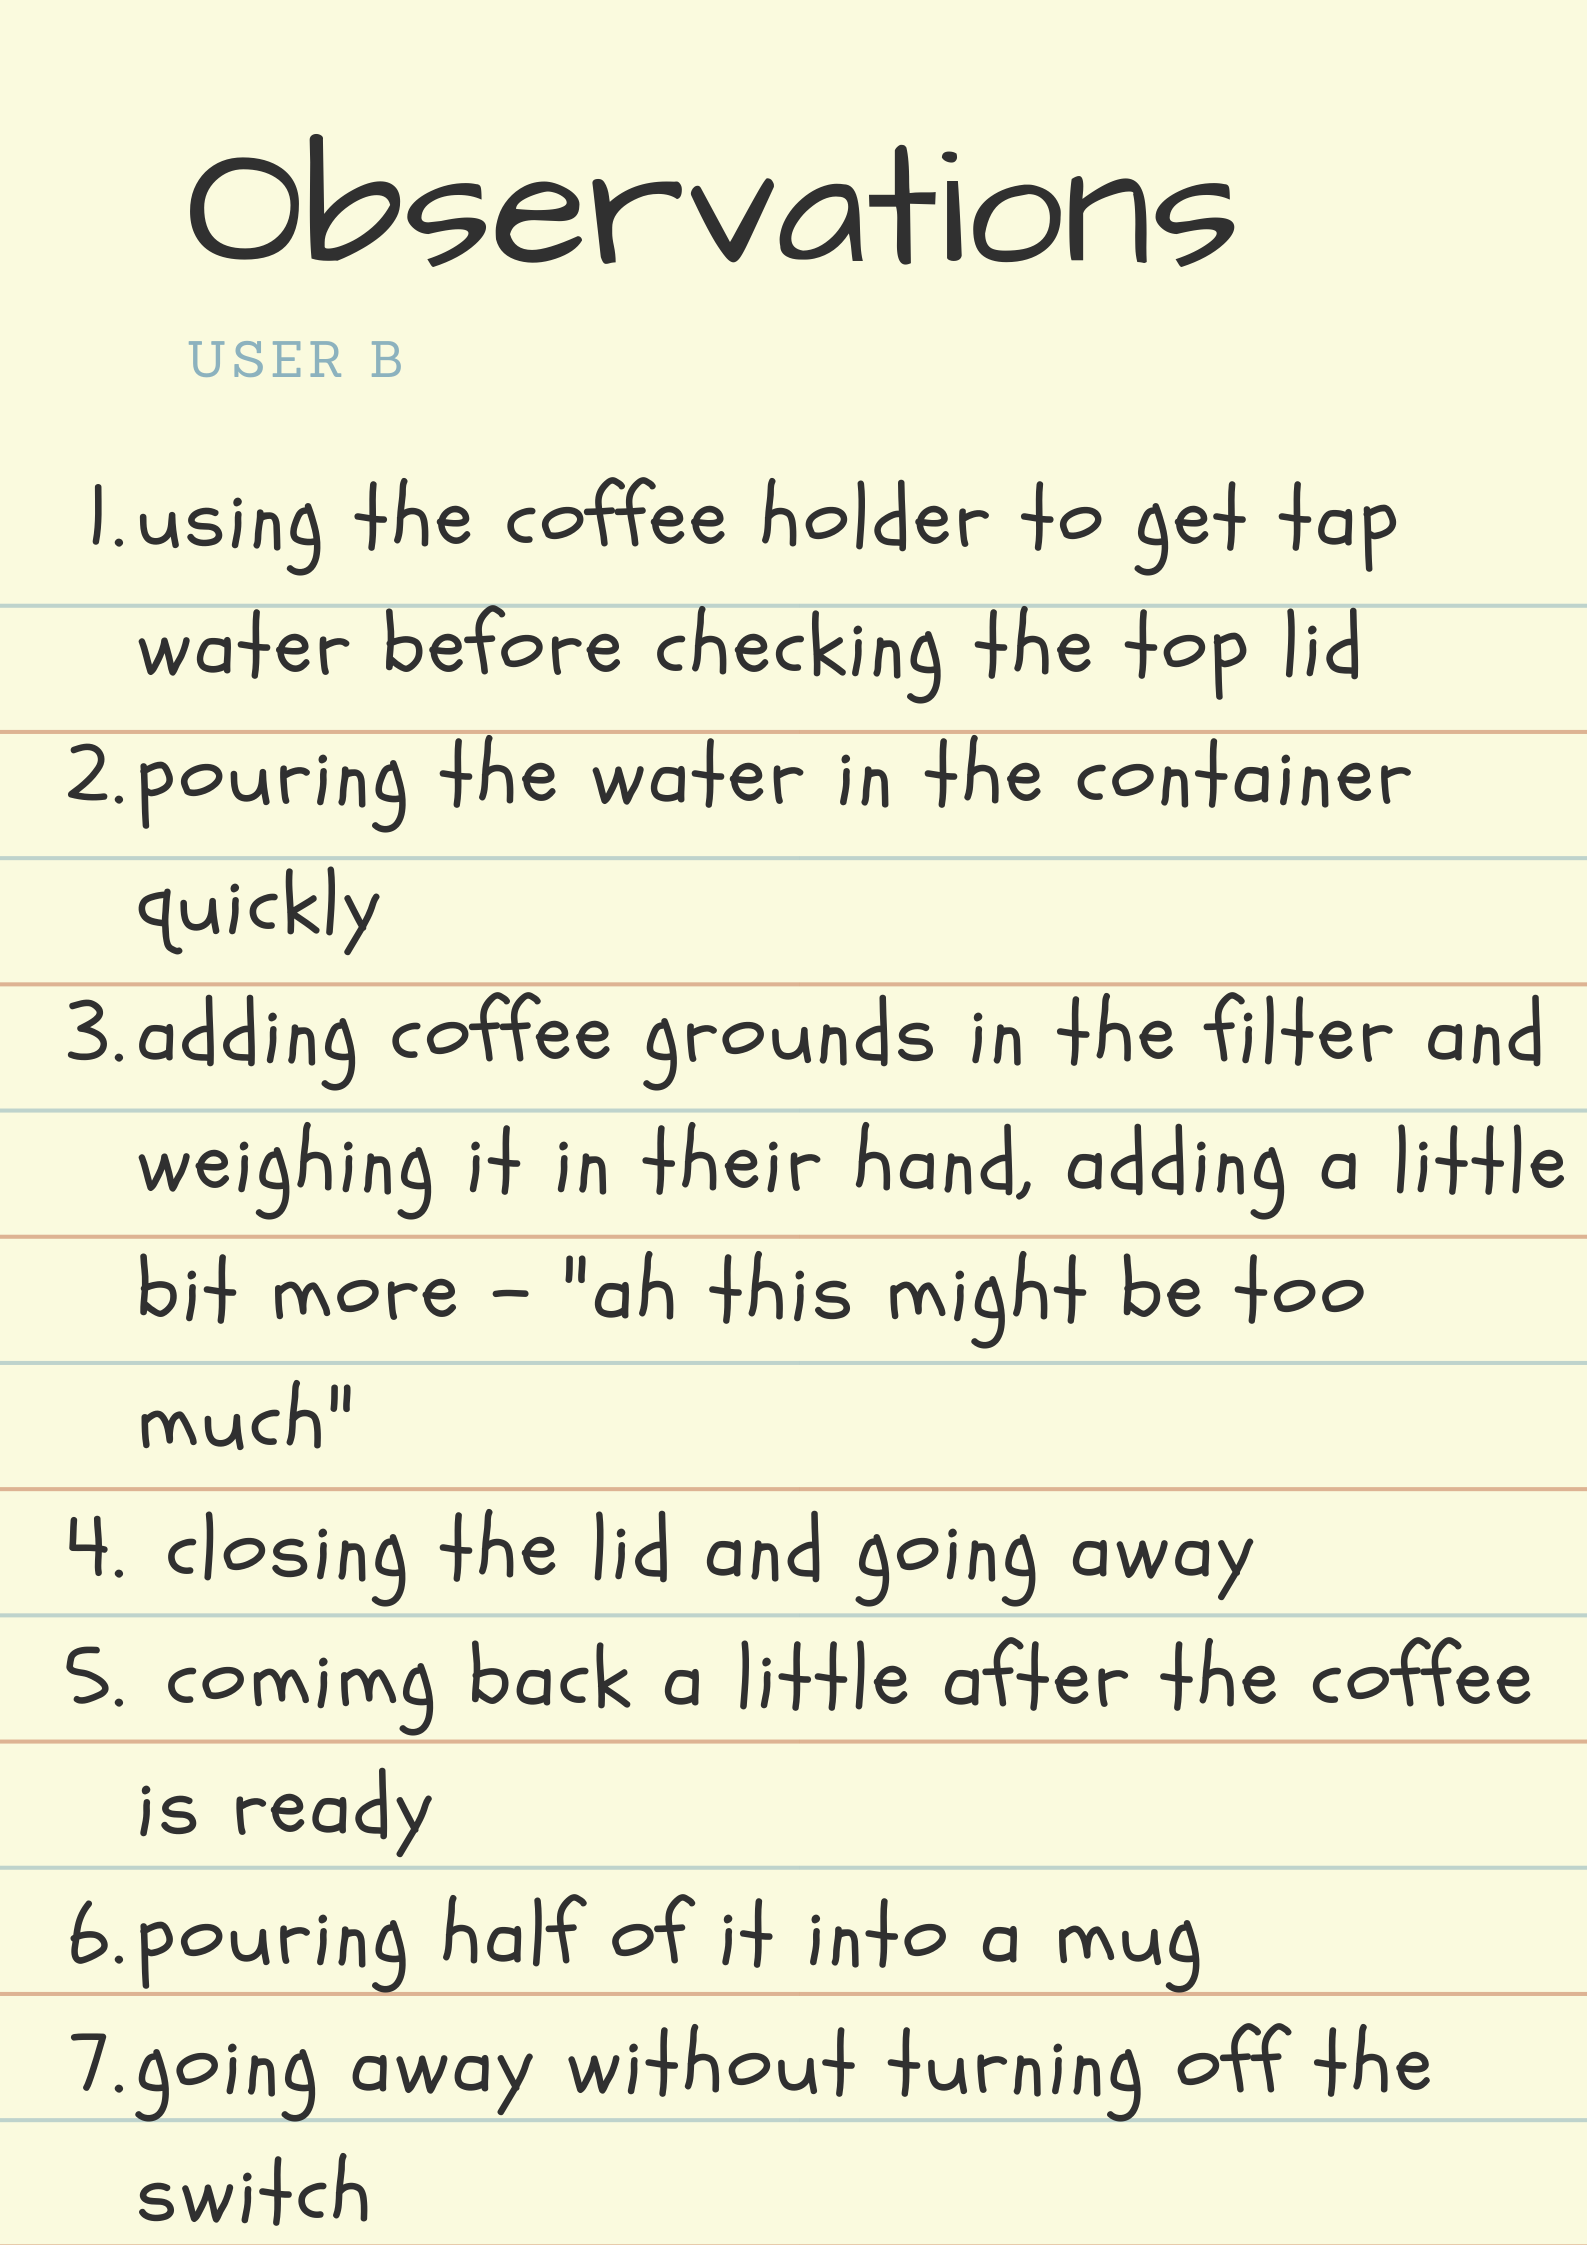 Observations
USER B
1. using the coffee holder to get tap
water before checking the top lid
2. pouring the water in the container
quickly
3. adding coffee grounds in the filter and
weighing it in their hand, adding a little
bit more - "ah this might be too
much"
4. closing the lid and going away
5. comimg back a little after the coffee
is ready
6. pouring half of it into a mug
7. going away without turning off the
switch